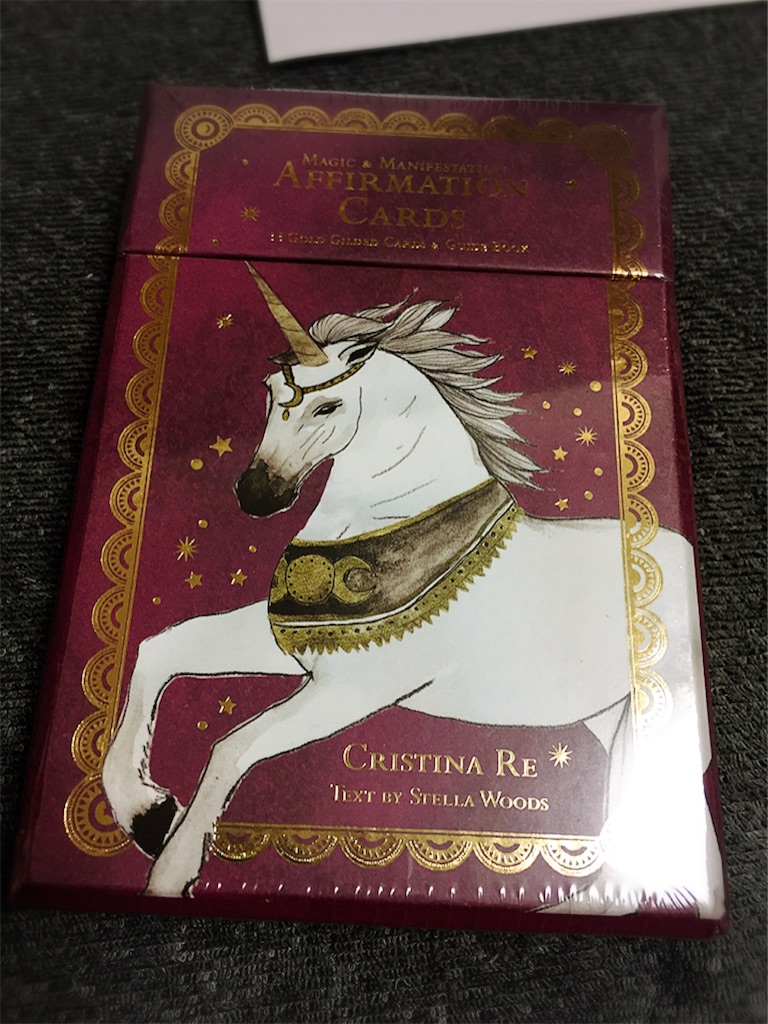 Magic & Manifestation
Affirmation
Cards
Gold Gilded Cards & Guide Book
Cristina Re
Text by Stella Woods